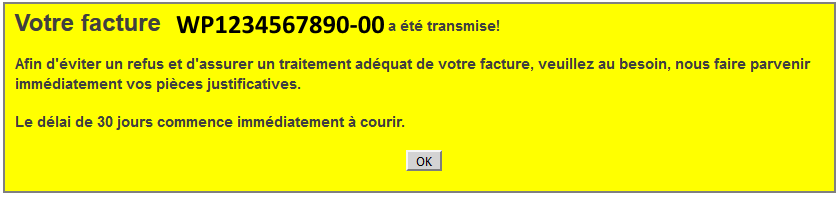 Votre facture WP1234567890-00 a été transmise!
Afin d'éviter un refus et d'assurer un traitement adéquat de votre facture, veuillez au besoin, nous faire parvenir
immédiatement vos pièces justificatives.
Le délai de 30 jours commence immédiatement à courir.
OK